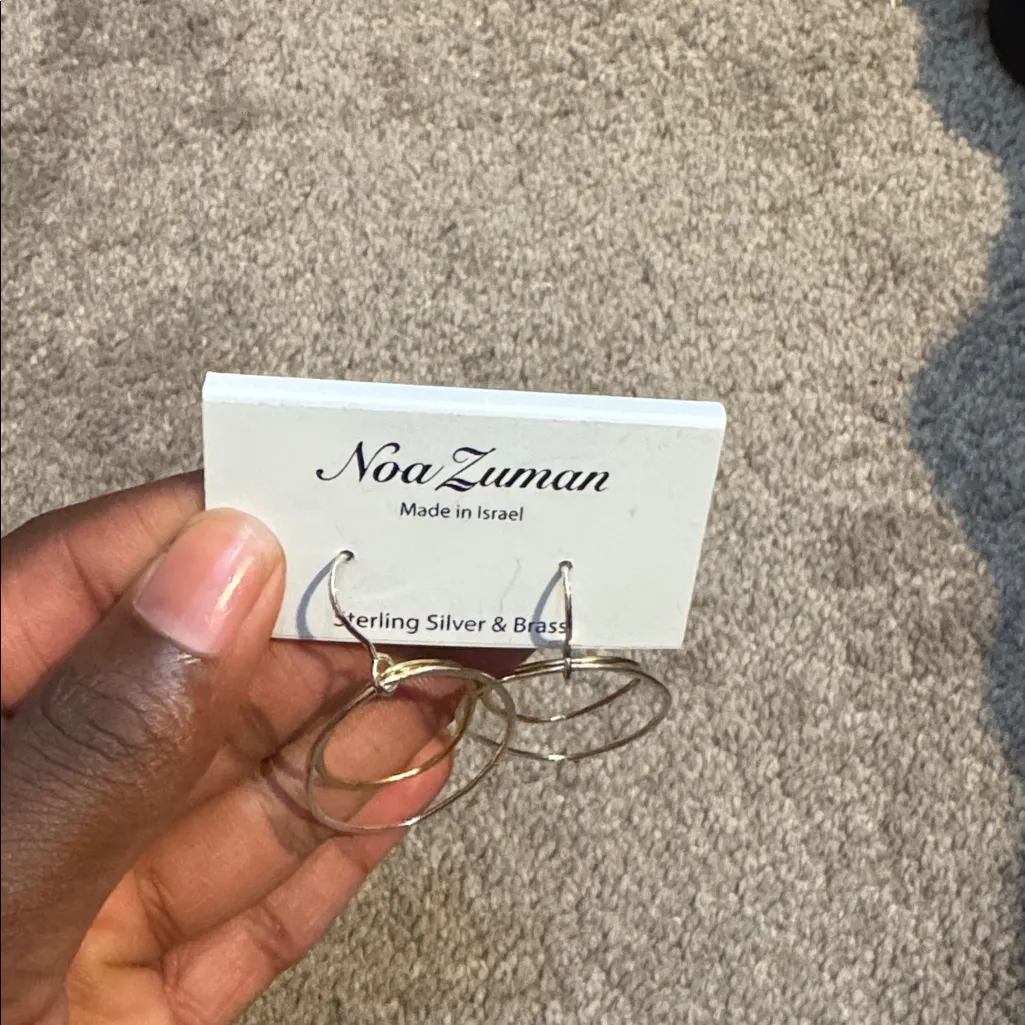 Noa Zuman
Made in Israel
Sterling Silver & Brass